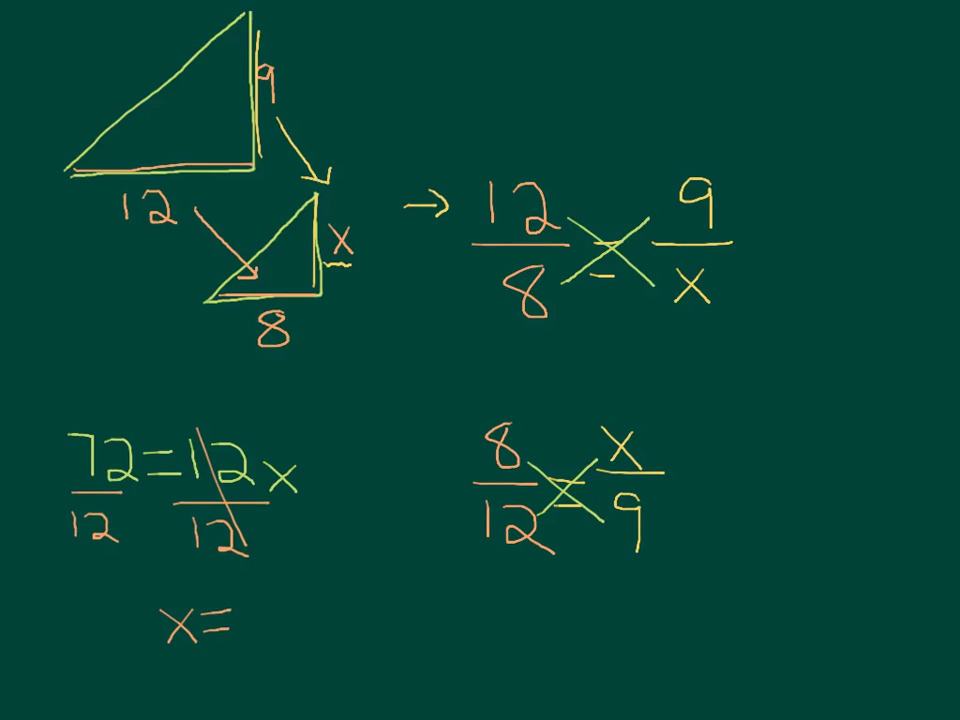 9
12
x
8
→ 12/8 = 9/x
72 = 12x
12 12
8/12 = x/9
x =